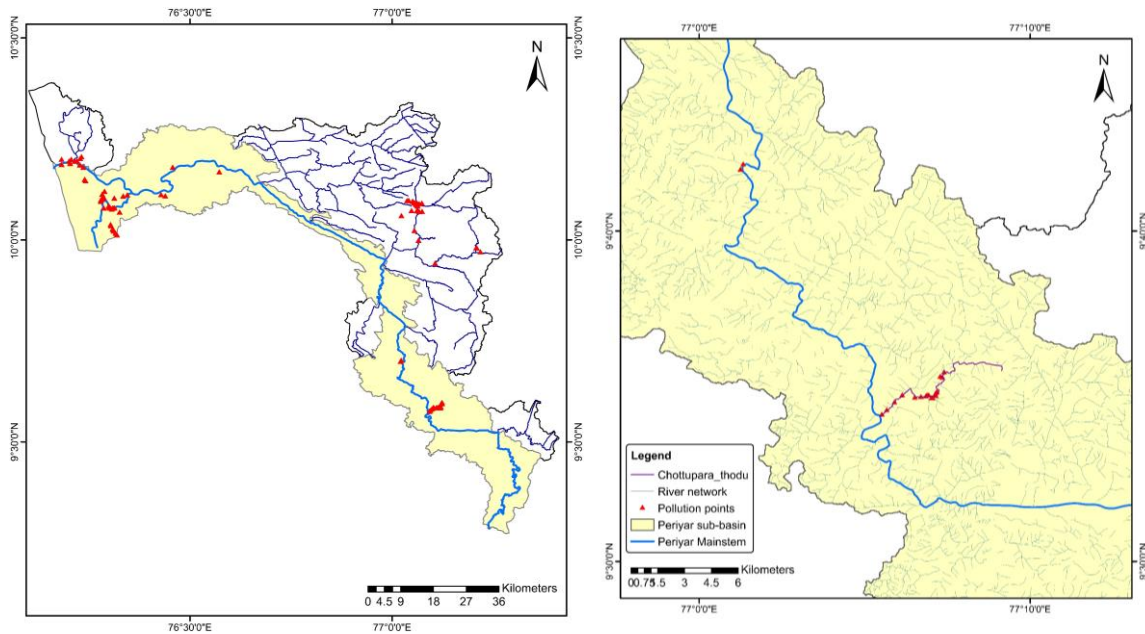 76°30'0"E
77°0'0"E
10°30'0"N
10°30'0"N
N
10°0'0"N
10°0'0"N
9°30'0"N
9°30'0"N
Kilometers
0 4.5 9 18 27 36
76°30'0"E
77°0'0"E
77°0'0"E
77°10'0"E
N
9°40'0"N
Legend
Chottupara_thodu
River network
Pollution points
Periyar sub-basin
Periyar Mainstem
Kilometers
3 4.5 6
9°30'0"N
9°30'0"N
77°0'0"E
77°10'0"E